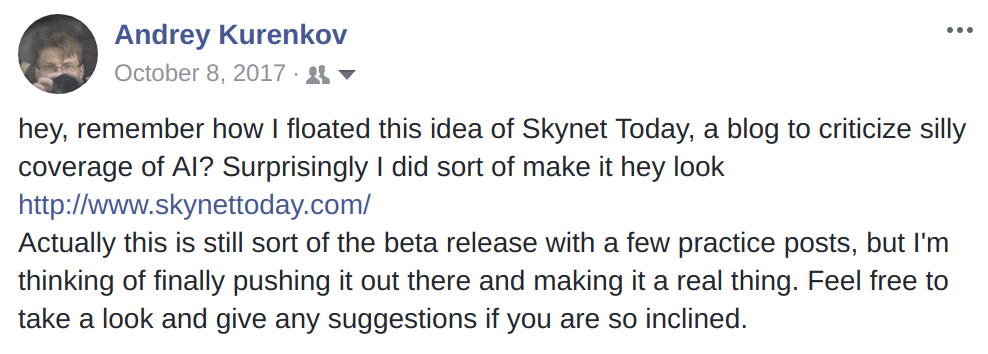 Andrey Kurenkov
October 8, 2017 ·
hey, remember how I floated this idea of Skynet Today, a blog to criticize silly
coverage of AI? Surprisingly I did sort of make it hey look
http://www.skynettoday.com/
Actually this is still sort of the beta release with a few practice posts, but I'm
thinking of finally pushing it out there and making it a real thing. Feel free to
take a look and give any suggestions if you are so inclined.